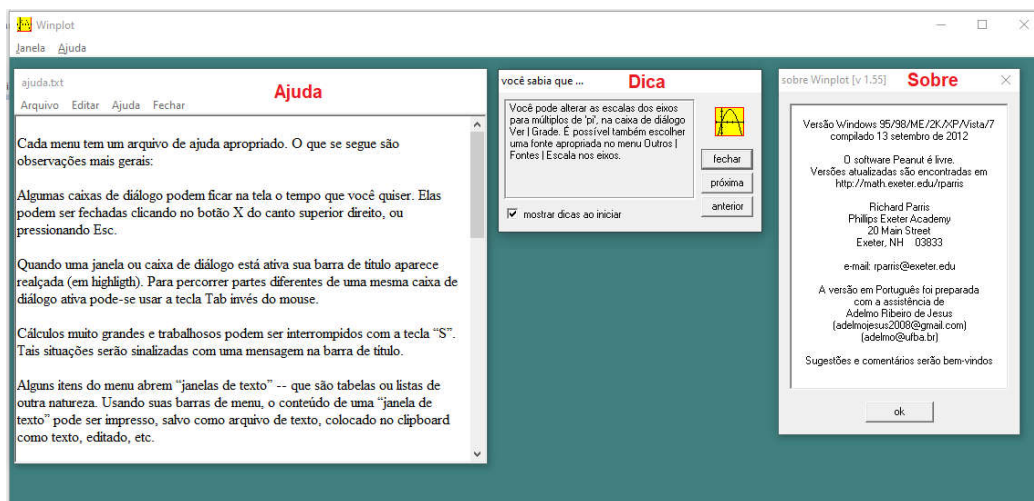 Winplot
Janela Ajuda
ajuda.txt
Ajuda
Arquivo Editar Ajuda Fechar
Cada menu tem um arquivo de ajuda apropriado. O que se segue são
observações mais gerais:
Algumas caixas de diálogo podem ficar na tela o tempo que você quiser. Elas
podem ser fechadas clicando no botão X do canto superior direito, ou
pressionando Esc.
Quando uma janela ou caixa de diálogo está ativa sua barra de título aparece
realçada (em highligth). Para percorrer partes diferentes de uma mesma caixa de
diálogo ativa pode-se usar a tecla Tab invés do mouse.
Cálculos muito grandes e trabalhosos podem ser interrompidos com a tecla “S”.
Tais situações serão sinalizadas com uma mensagem na barra de título.
Alguns itens do menu abrem “janelas de texto” -- que são tabelas ou listas de
outra natureza. Usando suas barras de menu, o conteúdo de uma “janela de
texto” pode ser impresso, salvo como arquivo de texto, colocado no clipboard
como texto, editado, etc.
você sabia que ...
Dica
Você pode alterar as escalas dos eixos
para múltiplos de 'pi', na caixa de diálogo
Ver | Grade. É possível também escolher
uma fonte apropriada no menu Outros |
Fontes | Escala nos eixos.
fechar
próxima
anterior
mostrar dicas ao iniciar
sobre Winplot [v 1.55]
Sobre
Versão Windows 95/98/ME/2K/XP/Vista/7
compilado 13 setembro de 2012
O software Peanut é livre.
Versões atualizadas são encontradas em
http://math.exeter.edu/rparris
Richard Parris
Phillips Exeter Academy
20 Main Street
Exeter, NH 03833
e-mail: rparris@exeter.edu
A versão em Português foi preparada
com a assistência de
Adelmo Ribeiro de Jesus
(adelmojesus2008@gmail.com)
(adelmo@ufba.br)
Sugestões e comentários serão bem-vindos
ok